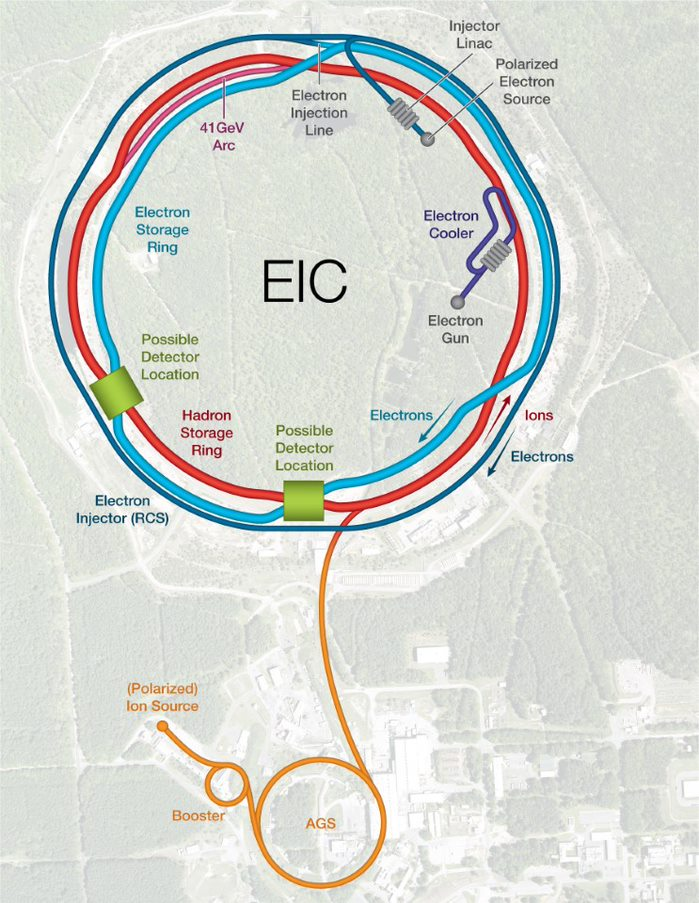 Injector
Linac
Polarized
Electron
Source
Electron
Injection
Line
41GeV
Arc
Electron
Storage
Ring
Electron
Cooler
EIC
Electron
Gun
Possible
Detector
Location
Hadron
Storage
Ring
Possible
Detector
Location
Electrons
Ions
Electrons
Electron
Injector (RCS)
(Polarized)
Ion Source
Booster
AGS